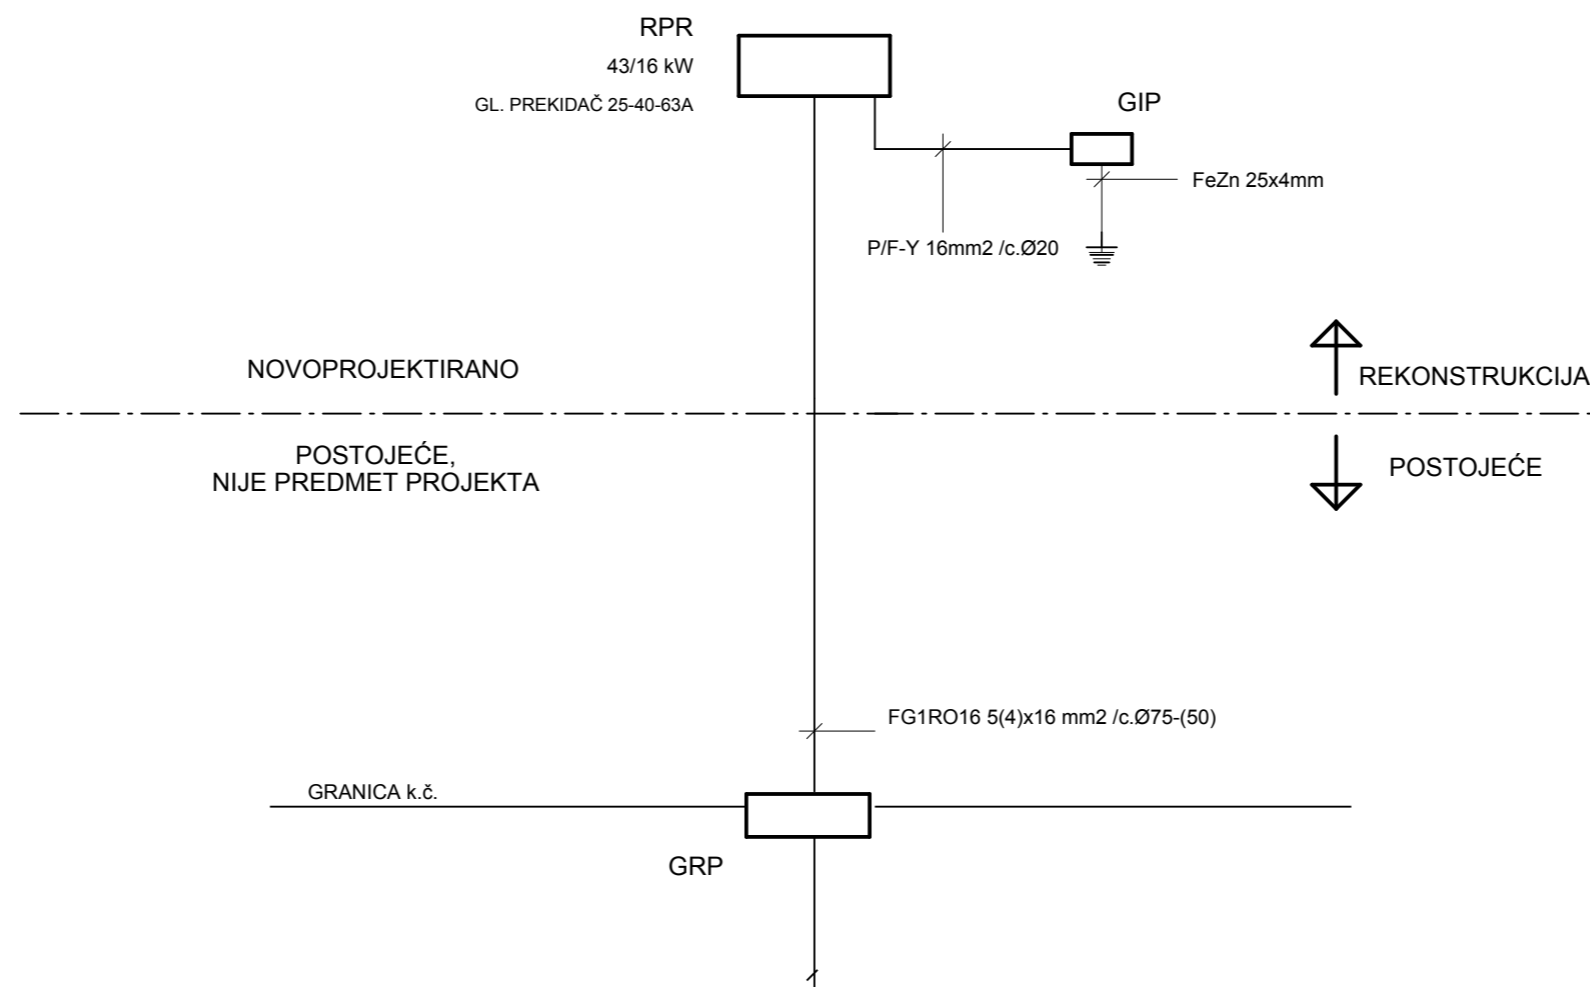 RPR
43/16 kW
GL. PREKIDAČ 25-40-63A
GIP
FeZn 25x4mm
P/F-Y 16mm2 /c.Ø20
NOVOPROJEKTIRANO
REKONSTRUKCIJA
POSTOJEĆE,
NIJE PREDMET PROJEKTA
POSTOJEĆE
FG1RO16 5(4)x16 mm2 /c.Ø75-(50)
GRANICA k.č.
GRP